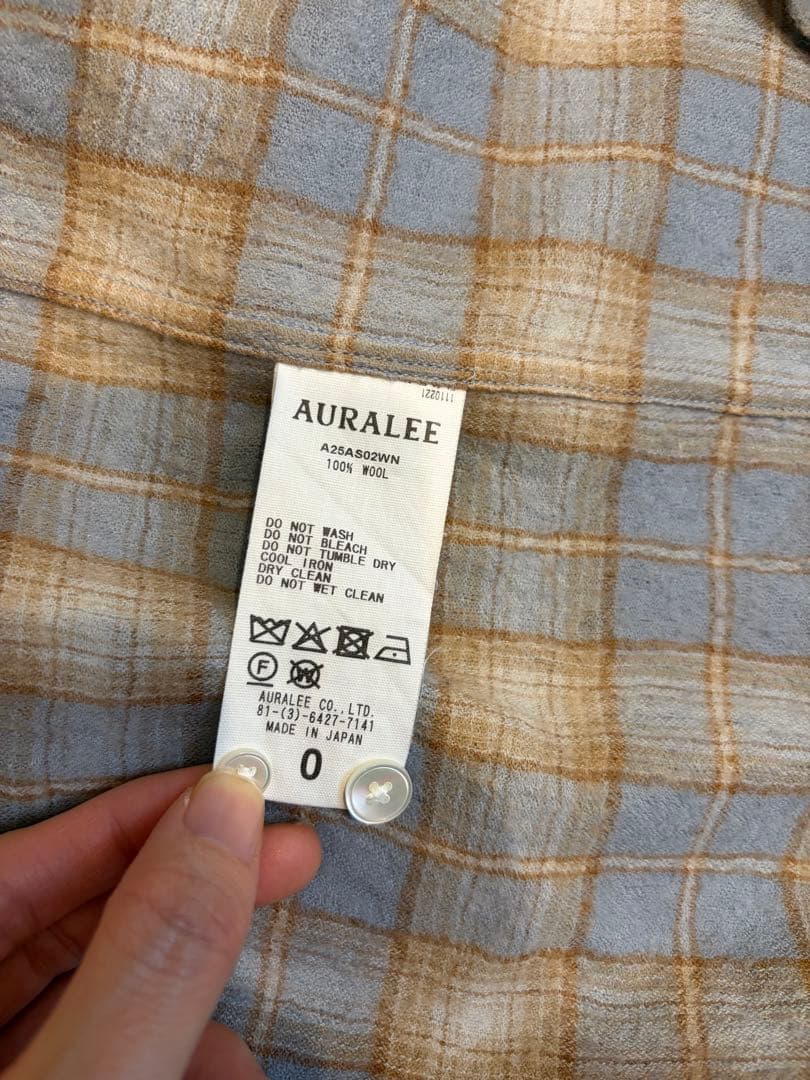 1110221
AURALEE
A25AS02WN
100% WOOL
DO NOT WASH
DO NOT BLEACH
DO NOT TUMBLE DRY
COOL IRON
DRY CLEAN
DO NOT WET CLEAN
F W
AURALEE CO.,LTD.
81-(3)-6427-7141
MADE IN JAPAN
0